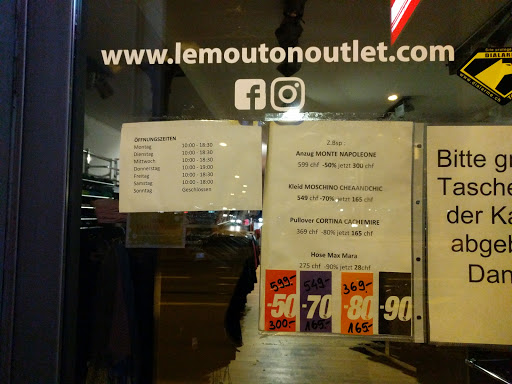 www.lemoutonoutlet.com
ÖFFNUNGSZEITEN
Montag 10:00 - 18:30
Dienstag 10:00 - 18:30
Mittwoch 10:00 - 18:30
Donnerstag 10:00 - 19:00
Freitag 10:00 - 18:30
Samstag 10:00 - 18:00
Sonntag Geschlossen
Z.Bsp :
Anzug MONTE NAPOLEONE
599 chf -50% jetzt 300 chf
Kleid MOSCHINO CHEAANDCHIC
549 chf -70% jetzt 165 chf
Pullover CORTINA CACHEMIRE
369 chf -80% jetzt 165 chf
Hose Max Mara
275 chf -90% jetzt 28chf
599.- 549.- 369.-
-50 -70 -80 -90
300.- 165.- 165.-
Bitte gr
Tasche
der Ka
abgeb
Dan